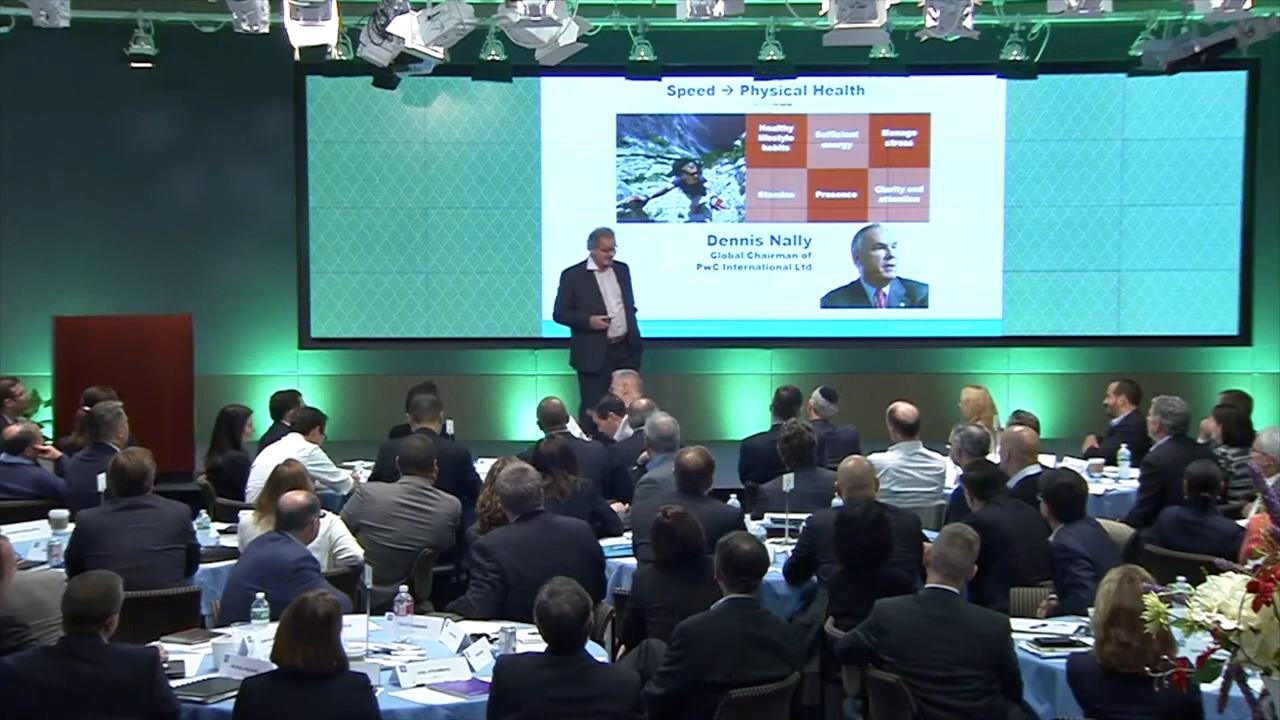 Speed → Physical Health
Healthy
lifestyle
habits
Sufficient
energy
Manage
stress
Stamina
Presence
Clarity and
attention
Dennis Nally
Global Chairman of
PwC International Ltd